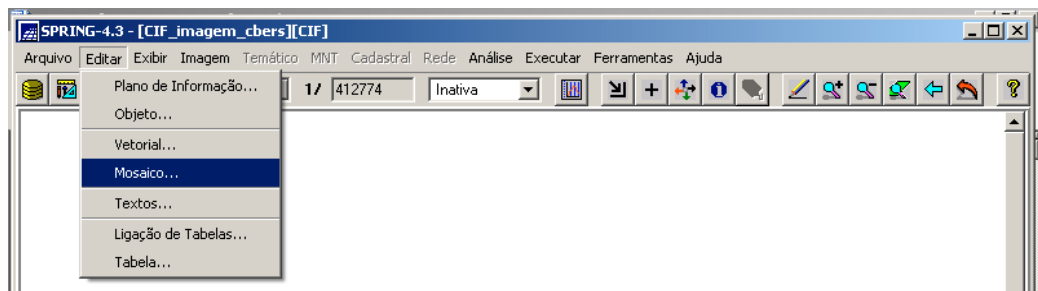 SPRING-4.3 - [CIF_imagem_cbers][CIF]
Arquivo Editar Exibir Imagem Temático MNT Cadastral Rede Análise Executar Ferramentas Ajuda
1/ 412774 Inativa
Plano de Informação...
Objeto...
Vetorial...
Mosaico...
Textos...
Ligação de Tabelas...
Tabela...